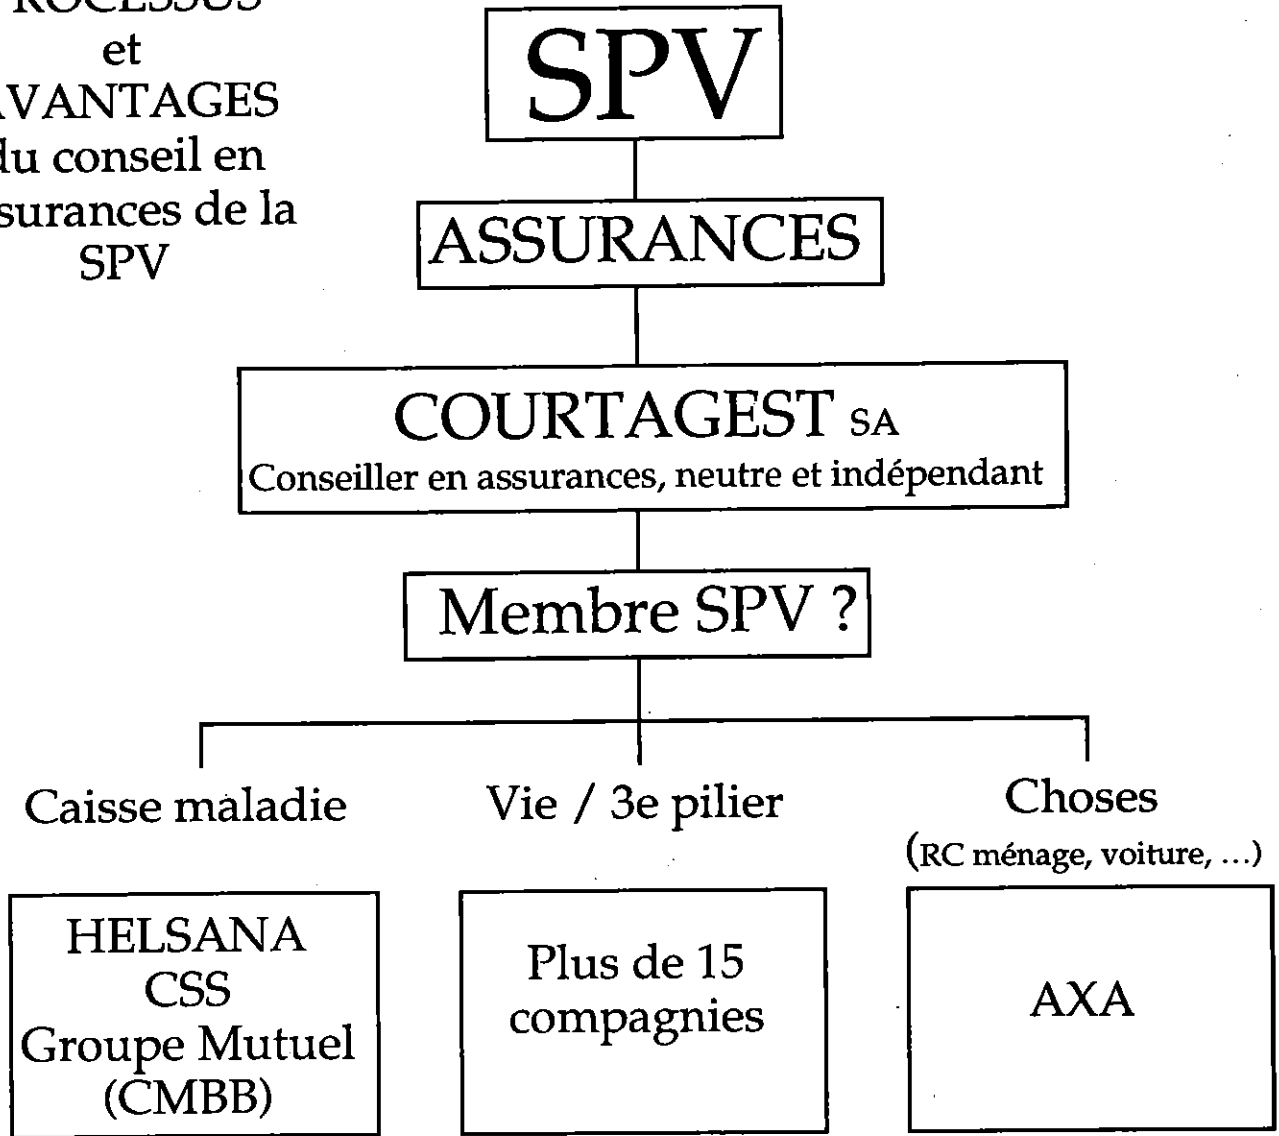 ROCESSUS
et
AVANTAGES
du conseil en
surances de la
SPV
SPV
ASSURANCES
COURTAGEST SA
Conseiller en assurances, neutre et indépendant
Membre SPV ?
Caisse maladie
Vie / 3e pilier
Choses
(RC ménage, voiture, ...)
HELSANA
CSS
Groupe Mutuel
(CMBB)
Plus de 15
compagnies
AXA